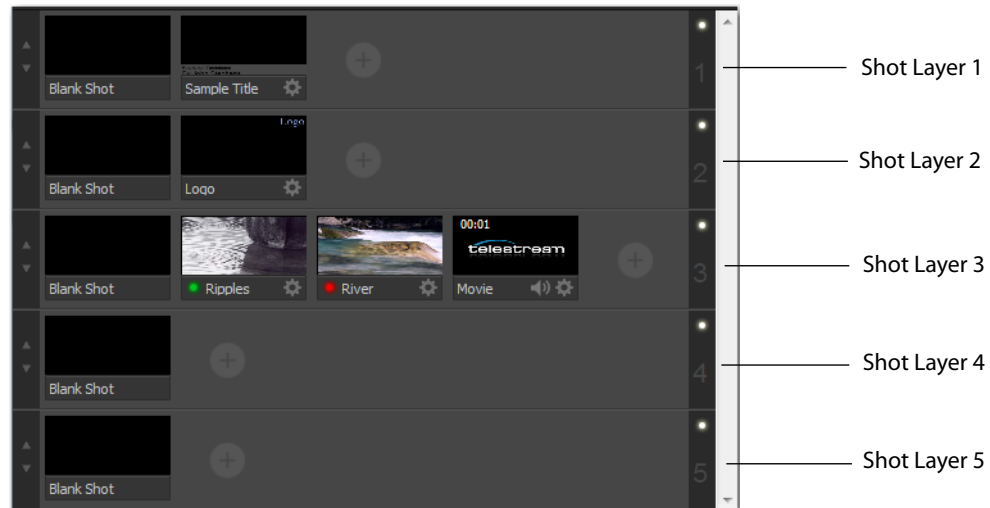 Blank Shot
Sample Title
1
Shot Layer 1
Logo
Blank Shot
Logo
2
Shot Layer 2
00:01
telestream
Blank Shot
Ripples
River
Movie
3
Shot Layer 3
Blank Shot
4
Shot Layer 4
Blank Shot
5
Shot Layer 5